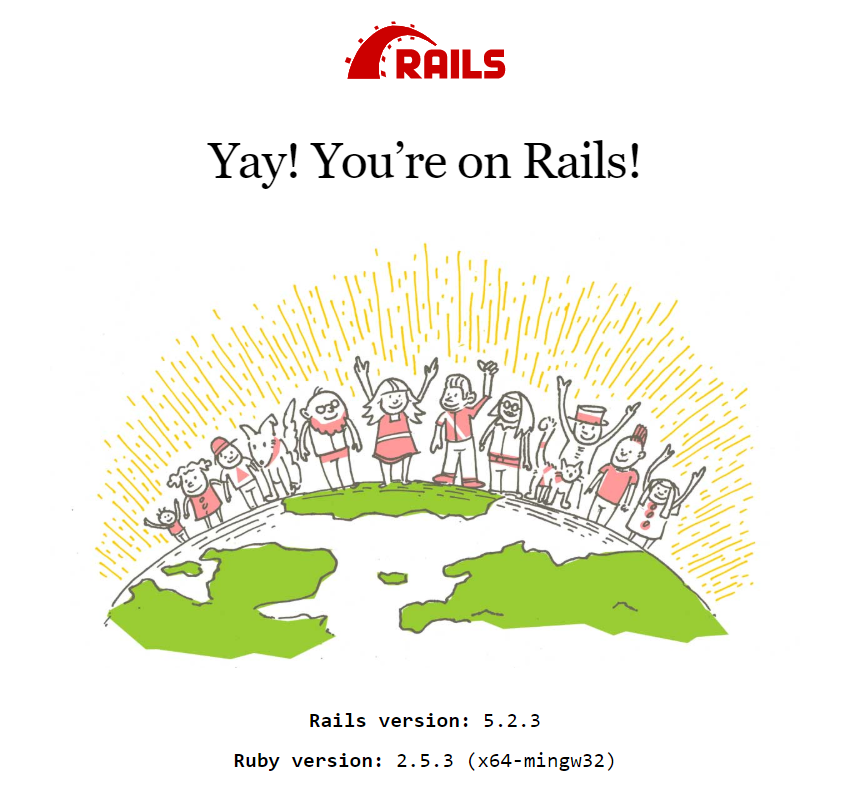 RAILS
Yay! You’re on Rails!
Rails version: 5.2.3
Ruby version: 2.5.3 (x64-mingw32)